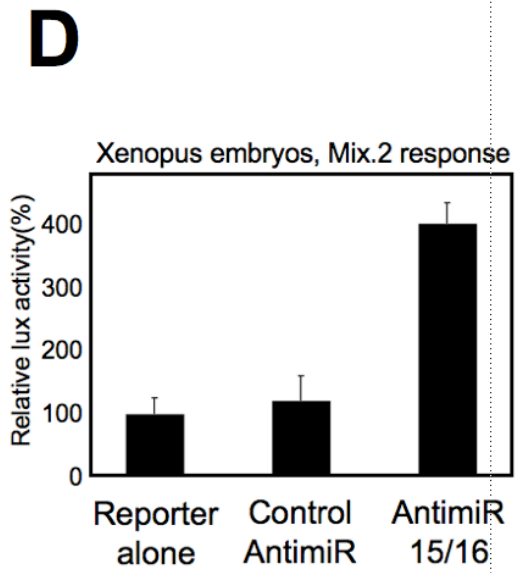 D
Xenopus embryos, Mix.2 response
Relative lux activity(%)
400
300
200
100
0
Reporter alone
Control AntimiR
AntimiR 15/16